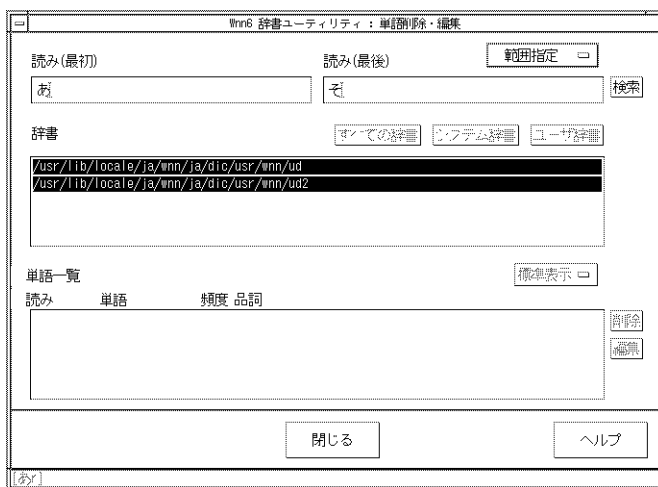 Wnn6 辞書ユーティリティ : 単語削除・編集
読み(最初) 読み(最後) 範囲指定
あ そ 検索
辞書 すべての辞書 システム辞書 ユーザ辞書
/usr/lib/locale/ja/wnn/ja/dic/usr/wnn/ud
/usr/lib/locale/ja/wnn/ja/dic/usr/wnn/ud2
単語一覧 標準表示
読み 単語 頻度 品詞
削除
編集
閉じる ヘルプ
[あr]